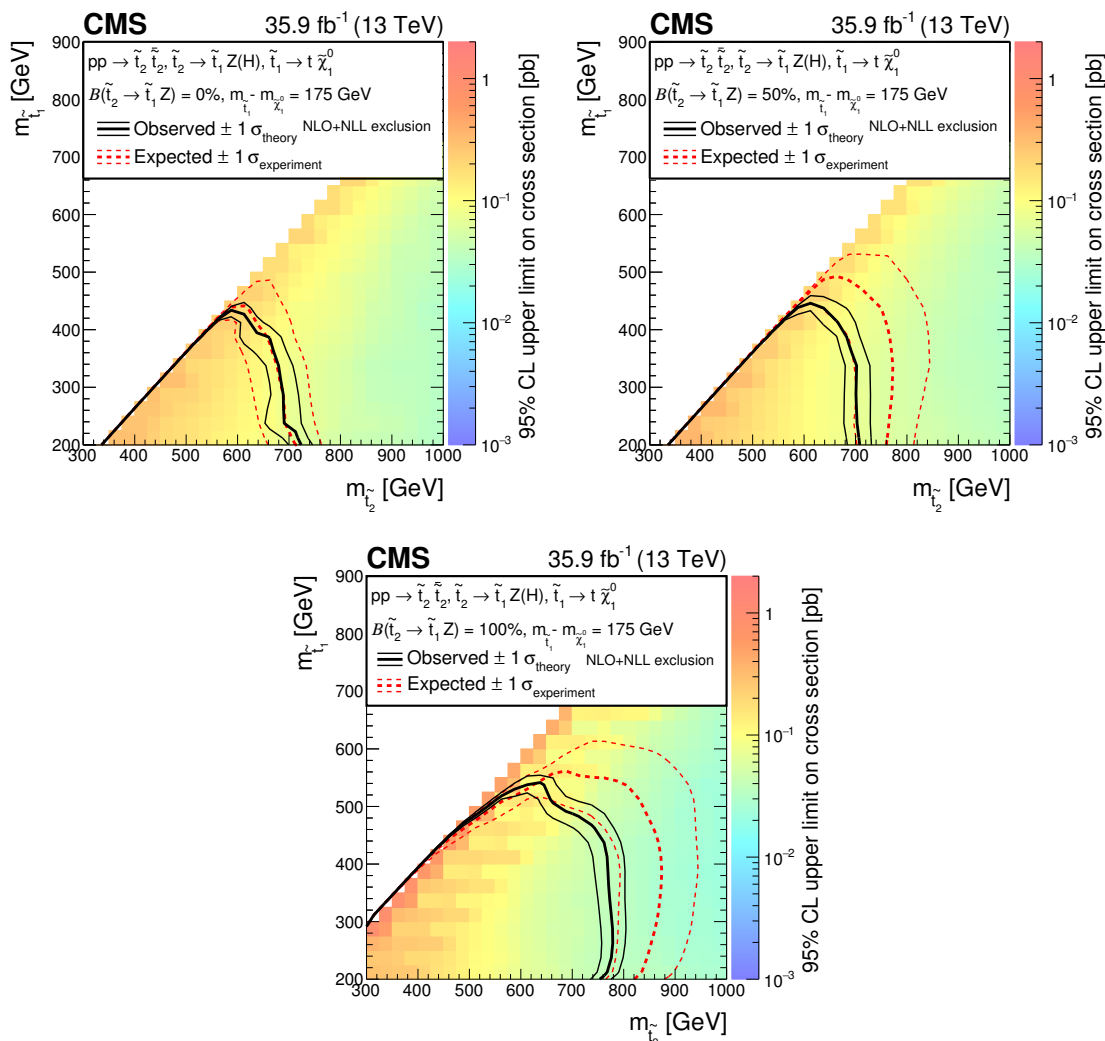 CMS 35.9 fb⁻¹ (13 TeV)
pp → t̃₂ t̃̄₂, t̃₂ → t̃₁ Z(H), t̃₁ → t χ̃₁⁰
B(t̃₂ → t̃₁ Z) = 0%, m_t̃₁ - m_χ̃₁⁰ = 175 GeV
Observed ± 1 σ_theory NLO+NLL exclusion
Expected ± 1 σ_experiment
m_t̃₁ [GeV]
900
800
700
600
500
400
300
200
300 400 500 600 700 800 900 1000
m_t̃₂ [GeV]
1
10⁻¹
10⁻²
10⁻³
95% CL upper limit on cross section [pb]
CMS 35.9 fb⁻¹ (13 TeV)
pp → t̃₂ t̃̄₂, t̃₂ → t̃₁ Z(H), t̃₁ → t χ̃₁⁰
B(t̃₂ → t̃₁ Z) = 50%, m_t̃₁ - m_χ̃₁⁰ = 175 GeV
Observed ± 1 σ_theory NLO+NLL exclusion
Expected ± 1 σ_experiment
m_t̃₁ [GeV]
900
800
700
600
500
400
300
200
300 400 500 600 700 800 900 1000
m_t̃₂ [GeV]
1
10⁻¹
10⁻²
10⁻³
95% CL upper limit on cross section [pb]
CMS 35.9 fb⁻¹ (13 TeV)
pp → t̃₂ t̃̄₂, t̃₂ → t̃₁ Z(H), t̃₁ → t χ̃₁⁰
B(t̃₂ → t̃₁ Z) = 100%, m_t̃₁ - m_χ̃₁⁰ = 175 GeV
Observed ± 1 σ_theory NLO+NLL exclusion
Expected ± 1 σ_experiment
m_t̃₁ [GeV]
900
800
700
600
500
400
300
200
300 400 500 600 700 800 900 1000
m_t̃₂ [GeV]
1
10⁻¹
10⁻²
10⁻³
95% CL upper limit on cross section [pb]